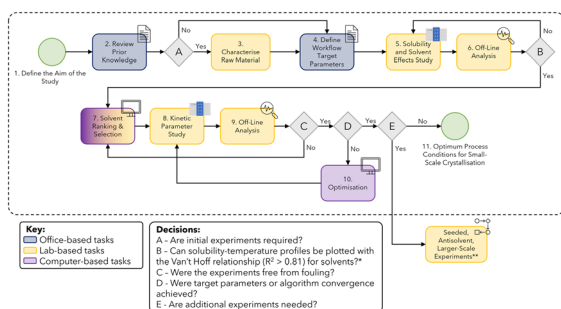 No
2. Review
Prior
Knowledge
A
Yes
3.
Characterise
Raw Material
4. Define
Workflow
Target
Parameters
5. Solubility
and Solvent
Effects Study
6. Off-Line
Analysis
No
B
1. Define the Aim of the
Study
Yes
7. Solvent
Ranking &
Selection
8. Kinetic
Parameter
Study
9. Off-Line
Analysis
C
Yes
D
Yes
E
No
No
No
Yes
11. Optimum Process
Conditions for Small-
Scale Crystallisation
10.
Optimisation
Key:
Office-based tasks
Lab-based tasks
Computer-based tasks
Decisions:
A - Are initial experiments required?
B - Can solubility-temperature profiles be plotted with
the Van't Hoff relationship (R² > 0.81) for solvents?*
C - Were the experiments free from fouling?
D - Were target parameters or algorithm convergence
achieved?
E - Are additional experiments needed?
Seeded,
Antisolvent,
Larger-Scale
Experiments**